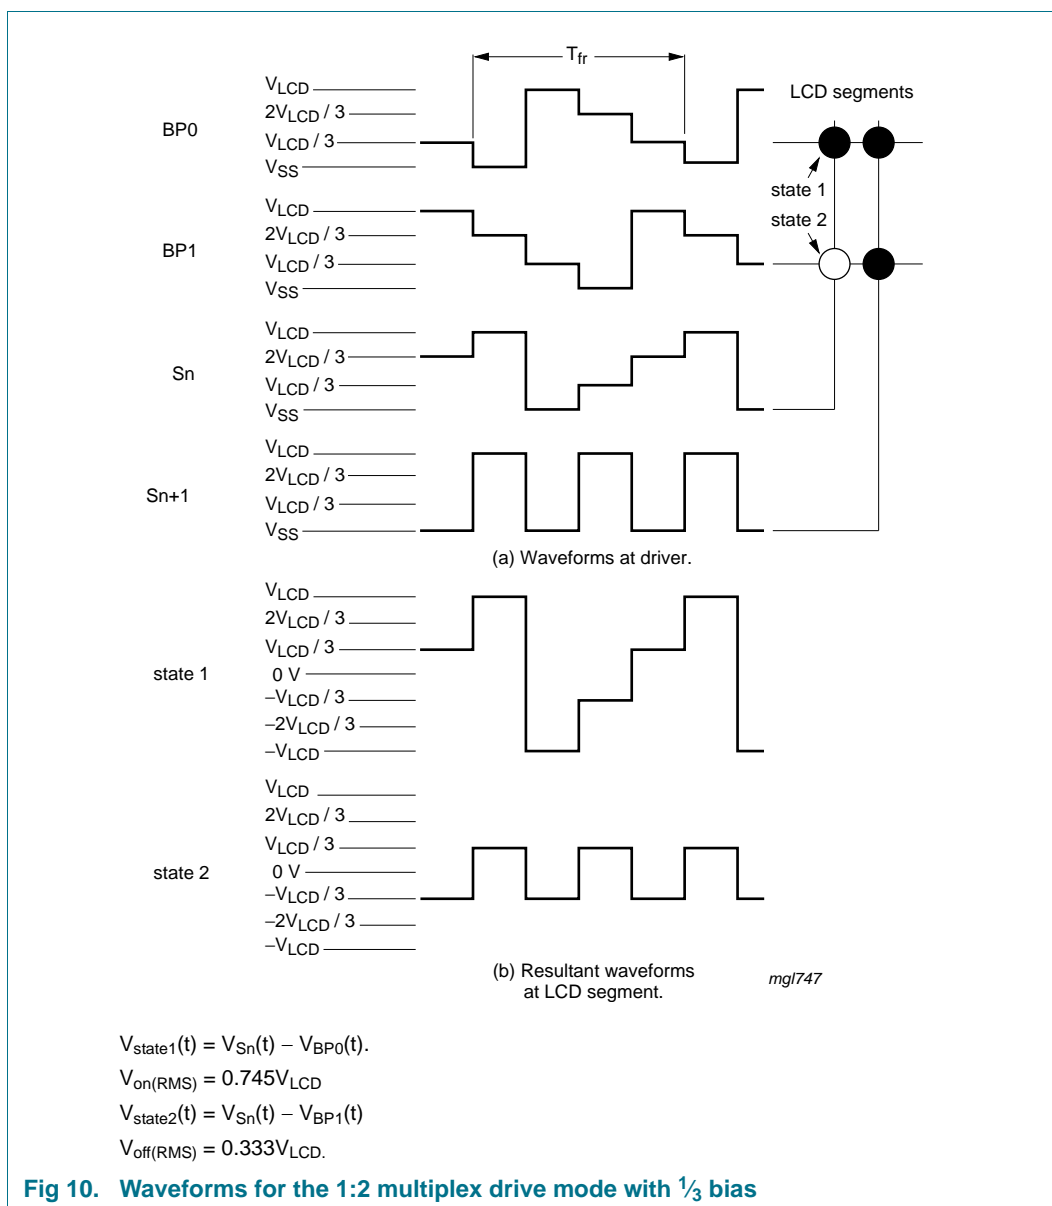 T_fr
V_LCD
2V_LCD / 3
BP0
V_LCD / 3
V_SS
LCD segments
state 1
state 2
V_LCD
2V_LCD / 3
BP1
V_LCD / 3
V_SS
V_LCD
2V_LCD / 3
Sn
V_LCD / 3
V_SS
V_LCD
2V_LCD / 3
Sn+1
V_LCD / 3
V_SS
(a) Waveforms at driver.
V_LCD
2V_LCD / 3
V_LCD / 3
state 1
0 V
−V_LCD / 3
−2V_LCD / 3
−V_LCD
V_LCD
2V_LCD / 3
V_LCD / 3
state 2
0 V
−V_LCD / 3
−2V_LCD / 3
−V_LCD
(b) Resultant waveforms
at LCD segment.
mgl747
V_state1(t) = V_Sn(t) − V_BP0(t).
V_on(RMS) = 0.745V_LCD
V_state2(t) = V_Sn(t) − V_BP1(t)
V_off(RMS) = 0.333V_LCD.
Fig 10. Waveforms for the 1:2 multiplex drive mode with 1⁄3 bias